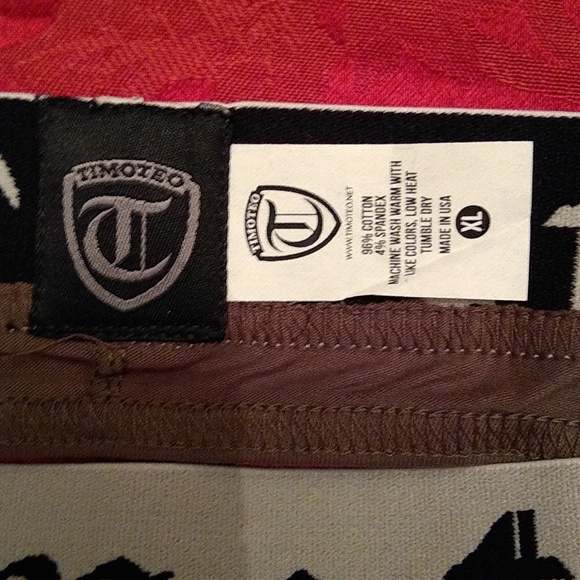 TIMOTEO
T
TIMOTEO
T
WWW.TIMOTEO.NET
96% COTTON
4% SPANDEX
MACHINE WASH WARM WITH
LIKE COLORS, LOW HEAT
TUMBLE DRY
MADE IN USA
XL